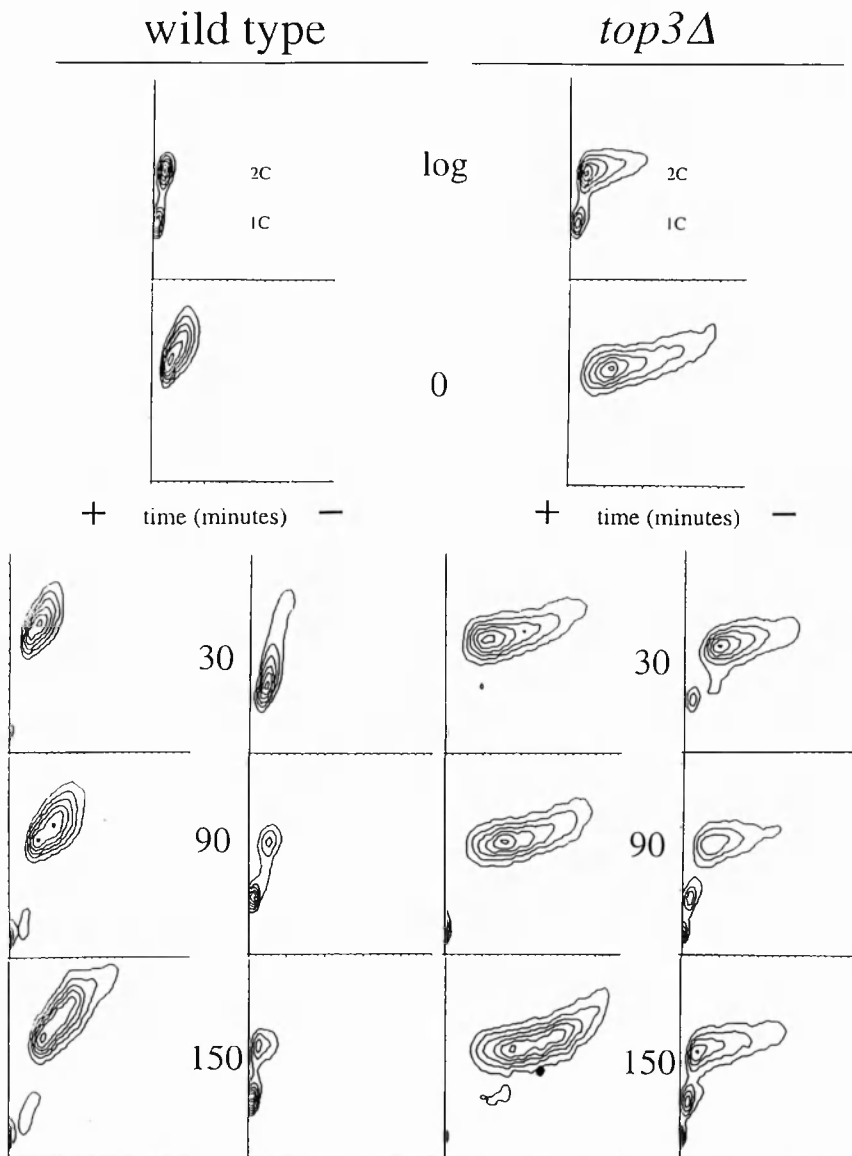 wild type top3Δ
log
2C 2C
1C 1C
0
+ time (minutes) − + time (minutes) −
30 30
90 90
150 150